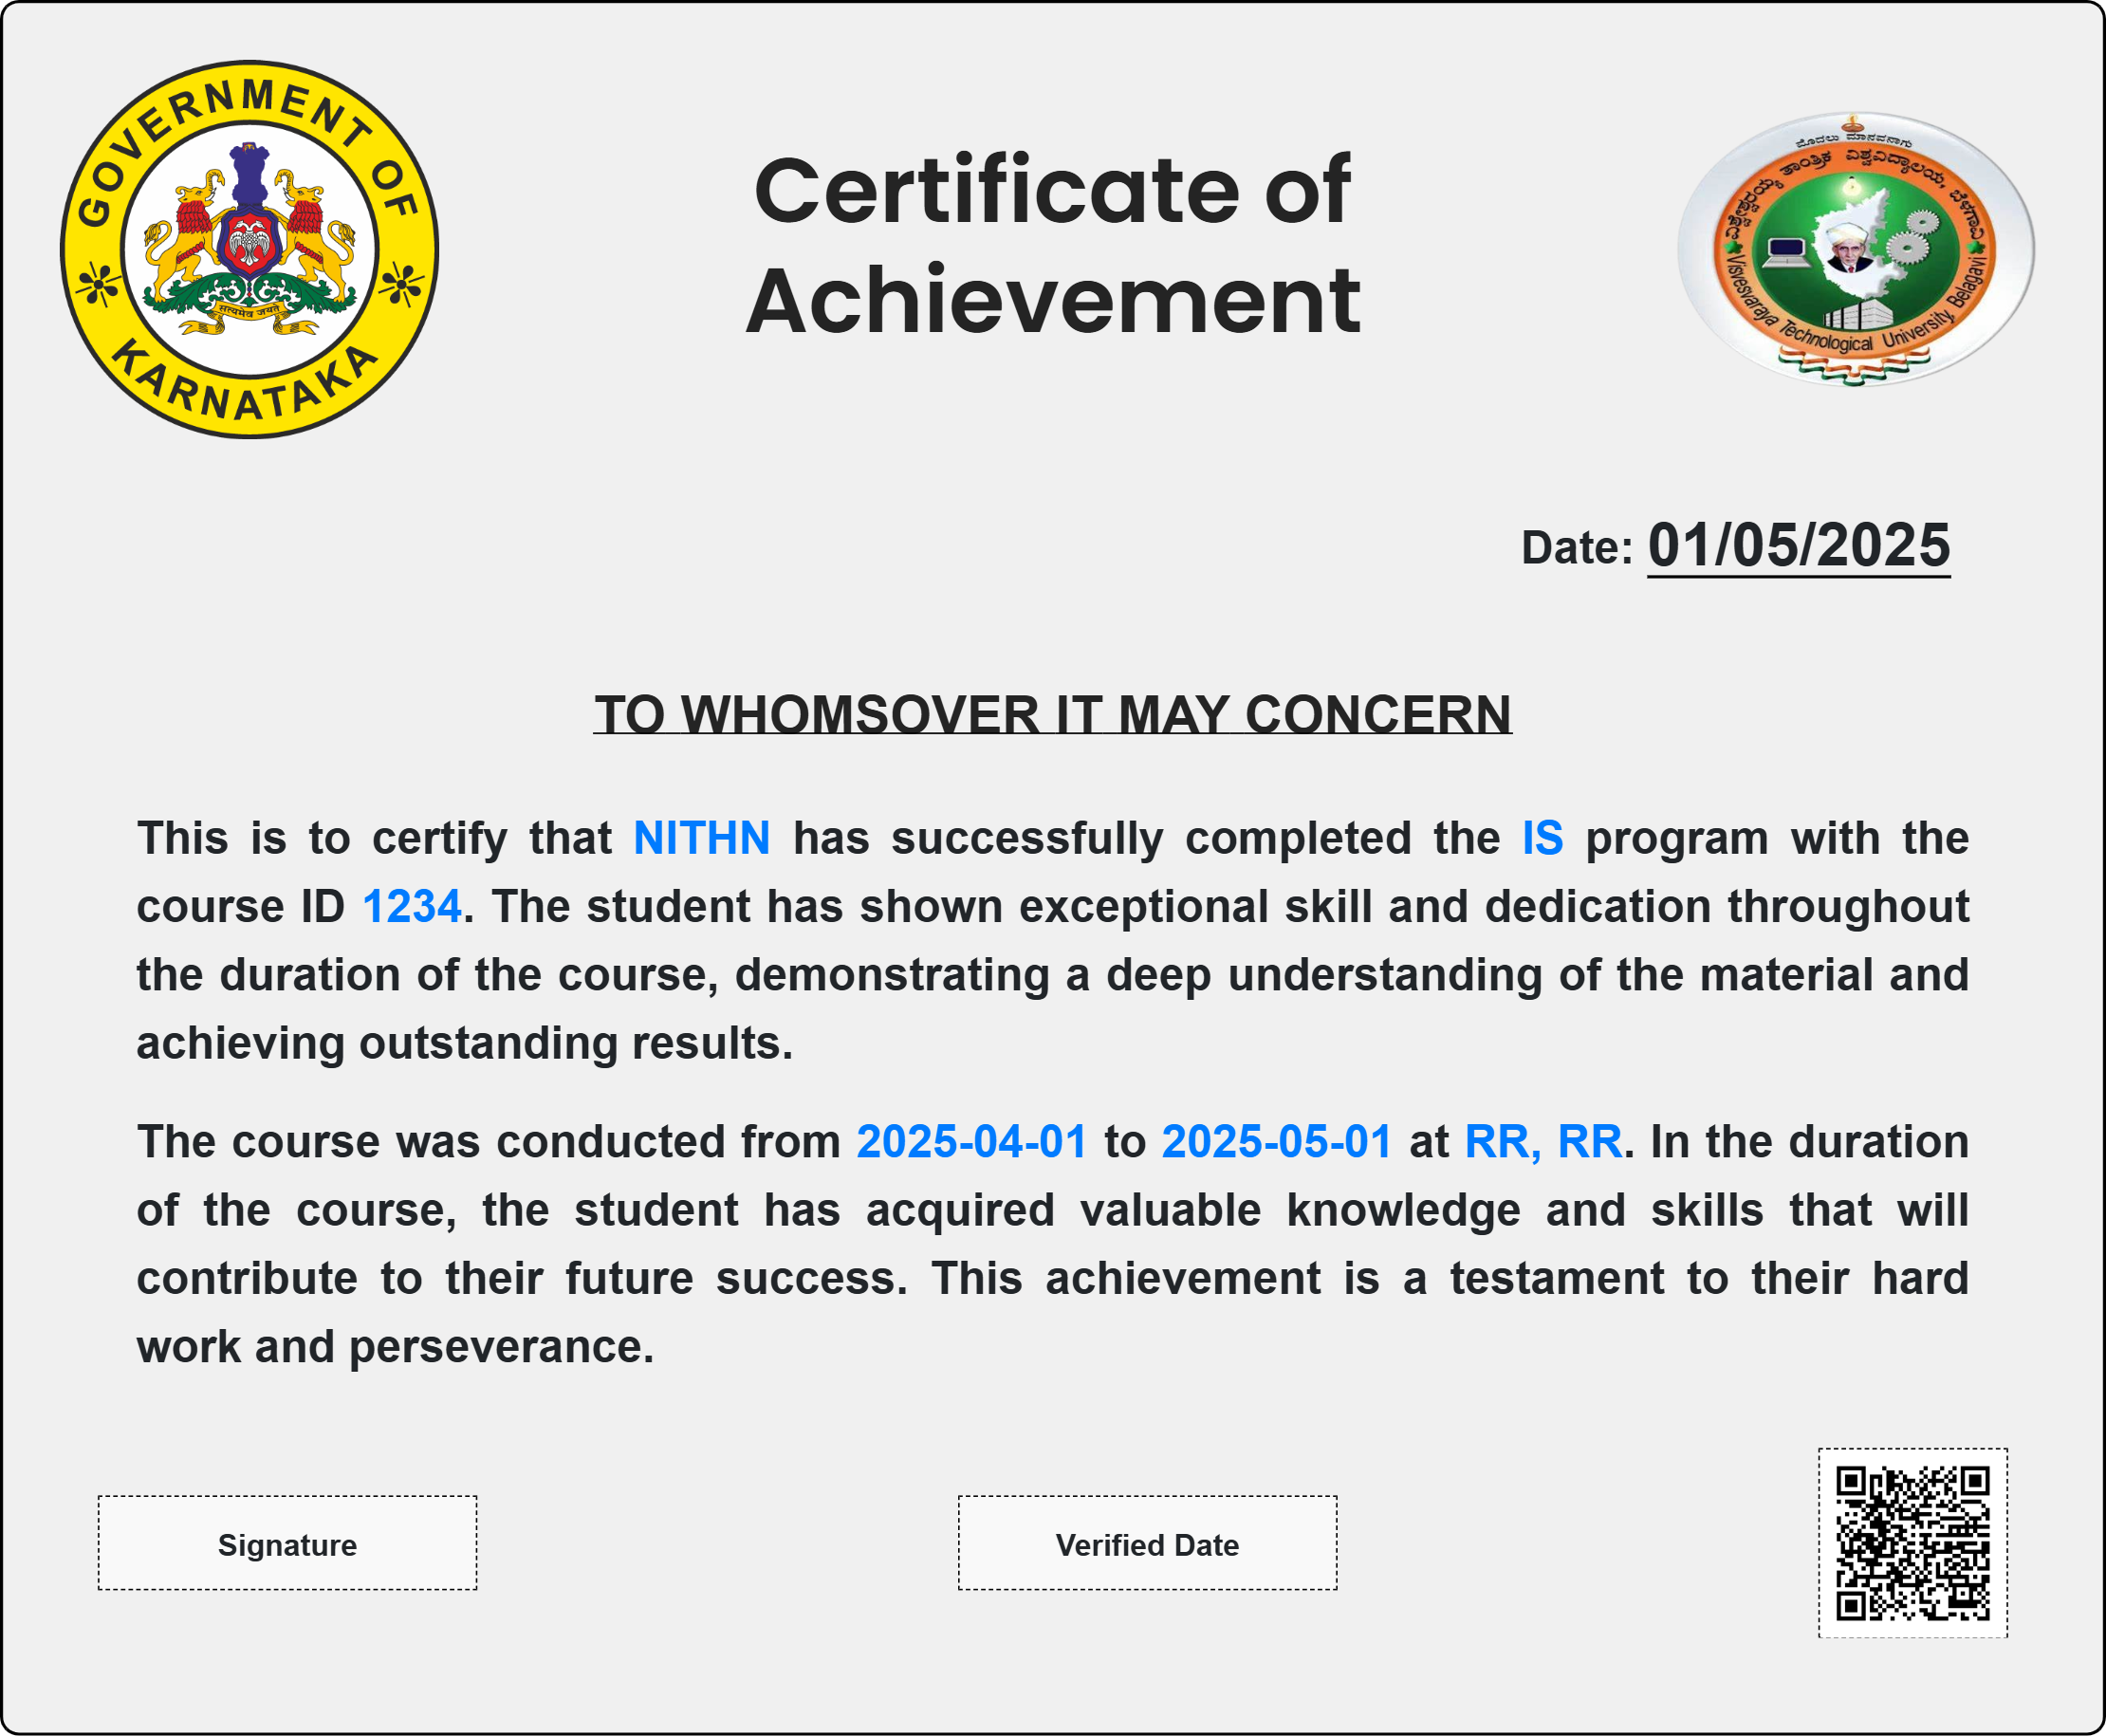 GOVERNMENT OF
KARNATAKA
सत्यमेव जयते
Certificate of
Achievement
ತಾಂತ್ರಿಕ ವಿಶ್ವವಿದ್ಯಾಲಯ, ಬೆಳಗಾವಿ
Visvesvaraya Technological University, Belagavi
Date: 01/05/2025
TO WHOMSOVER IT MAY CONCERN
This is to certify that NITHN has successfully completed the IS program with the
course ID 1234. The student has shown exceptional skill and dedication throughout
the duration of the course, demonstrating a deep understanding of the material and
achieving outstanding results.
The course was conducted from 2025-04-01 to 2025-05-01 at RR, RR. In the duration
of the course, the student has acquired valuable knowledge and skills that will
contribute to their future success. This achievement is a testament to their hard
work and perseverance.
Signature
Verified Date